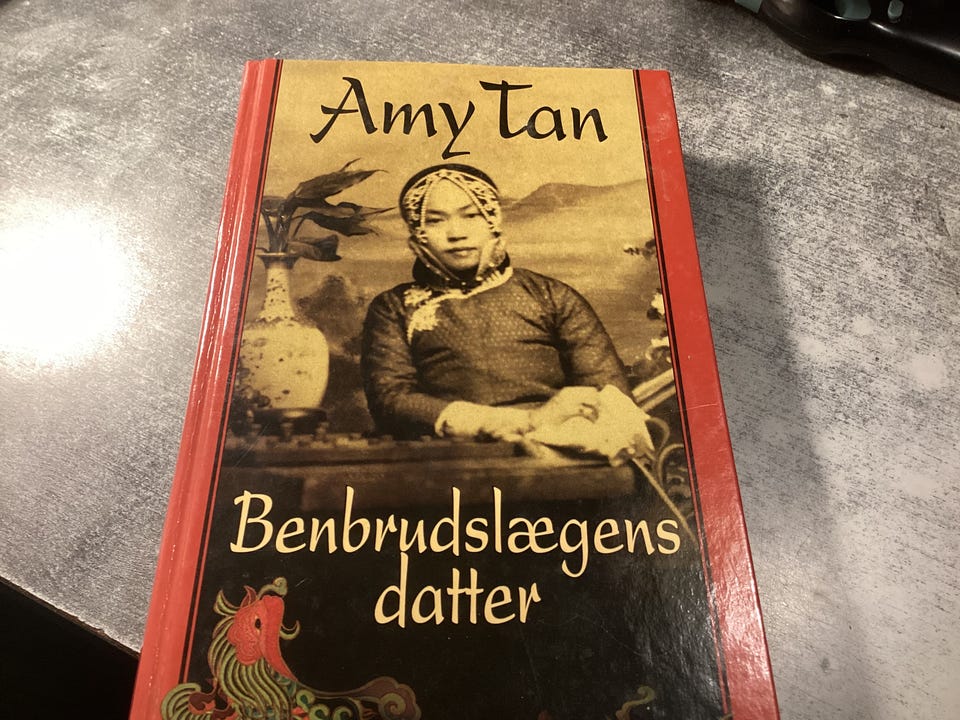 Amy Tan
Benbrudslægens
datter